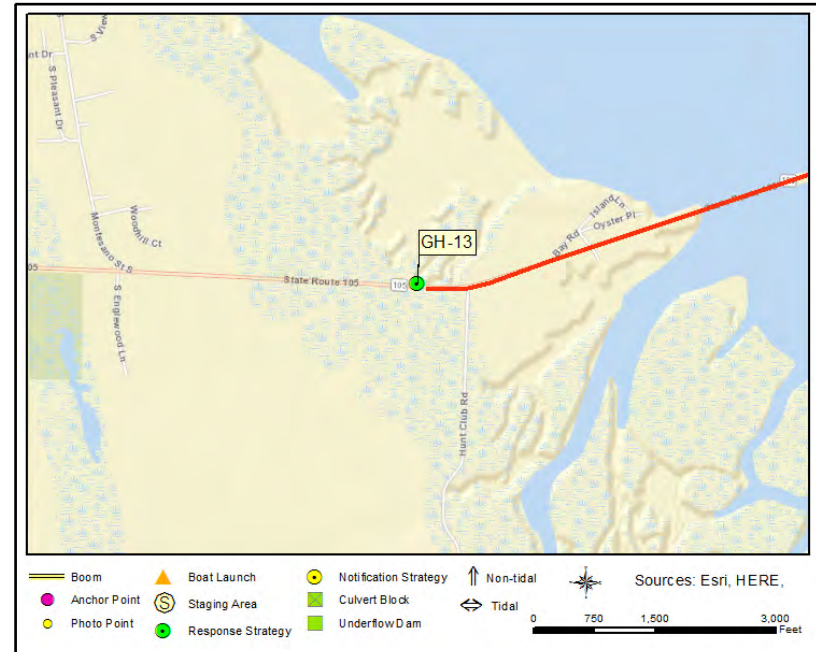 S View
nt Dr
S Pleasant Dr
Montesano St S
Woodhill Ct
S Englewood Ln
05
State Route 105
105
GH-13
Hunt Club Rd
Bay Rd
Island Ln
Oyster Pl
Boom
Boat Launch
Notification Strategy
Non-tidal
Sources: Esri, HERE,
Anchor Point
S
Staging Area
Culvert Block
Tidal
Photo Point
Response Strategy
Underflow Dam
0 750 1,500 3,000
Feet